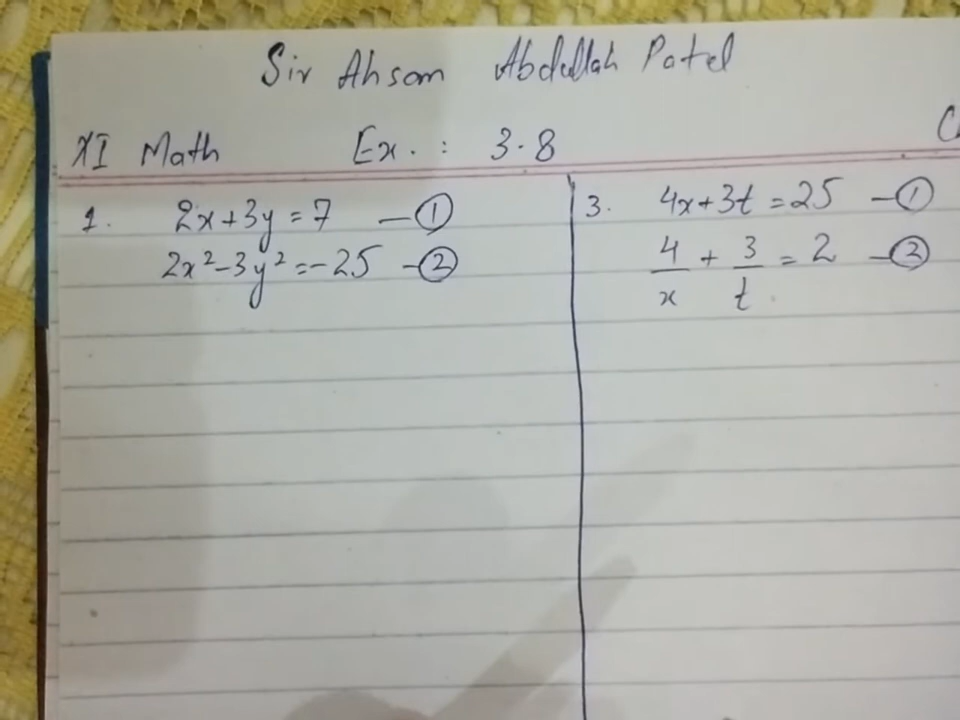 Sir Ahsam Abdullah Patel
XI Math Ex. : 3.8
1. 2x+3y=7 —①
2x²-3y²=-25 —②
3. 4x+3t=25 —①
4/x + 3/t = 2 —②